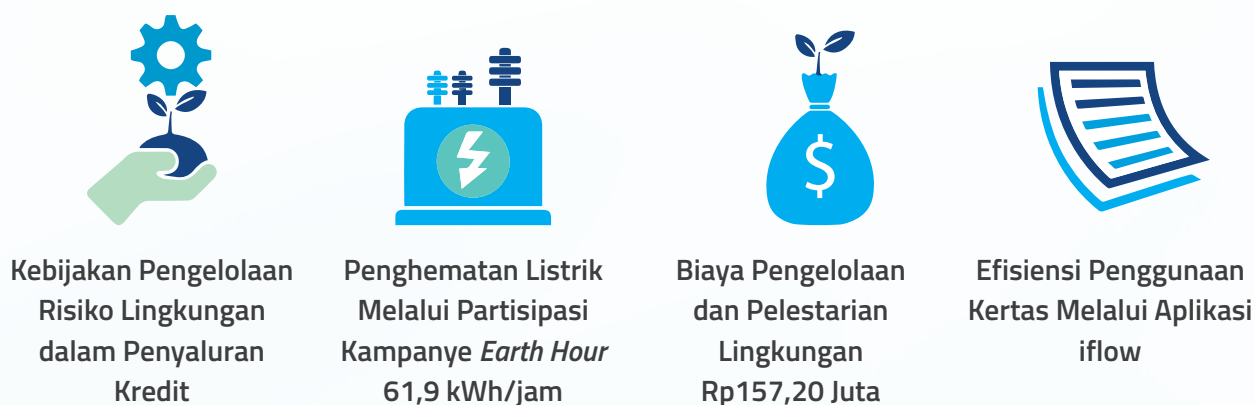 $
Kebijakan Pengelolaan
Risiko Lingkungan
dalam Penyaluran
Kredit
Penghematan Listrik
Melalui Partisipasi
Kampanye Earth Hour
61,9 kWh/jam
Biaya Pengelolaan
dan Pelestarian
Lingkungan
Rp157,20 Juta
Efisiensi Penggunaan
Kertas Melalui Aplikasi
iflow